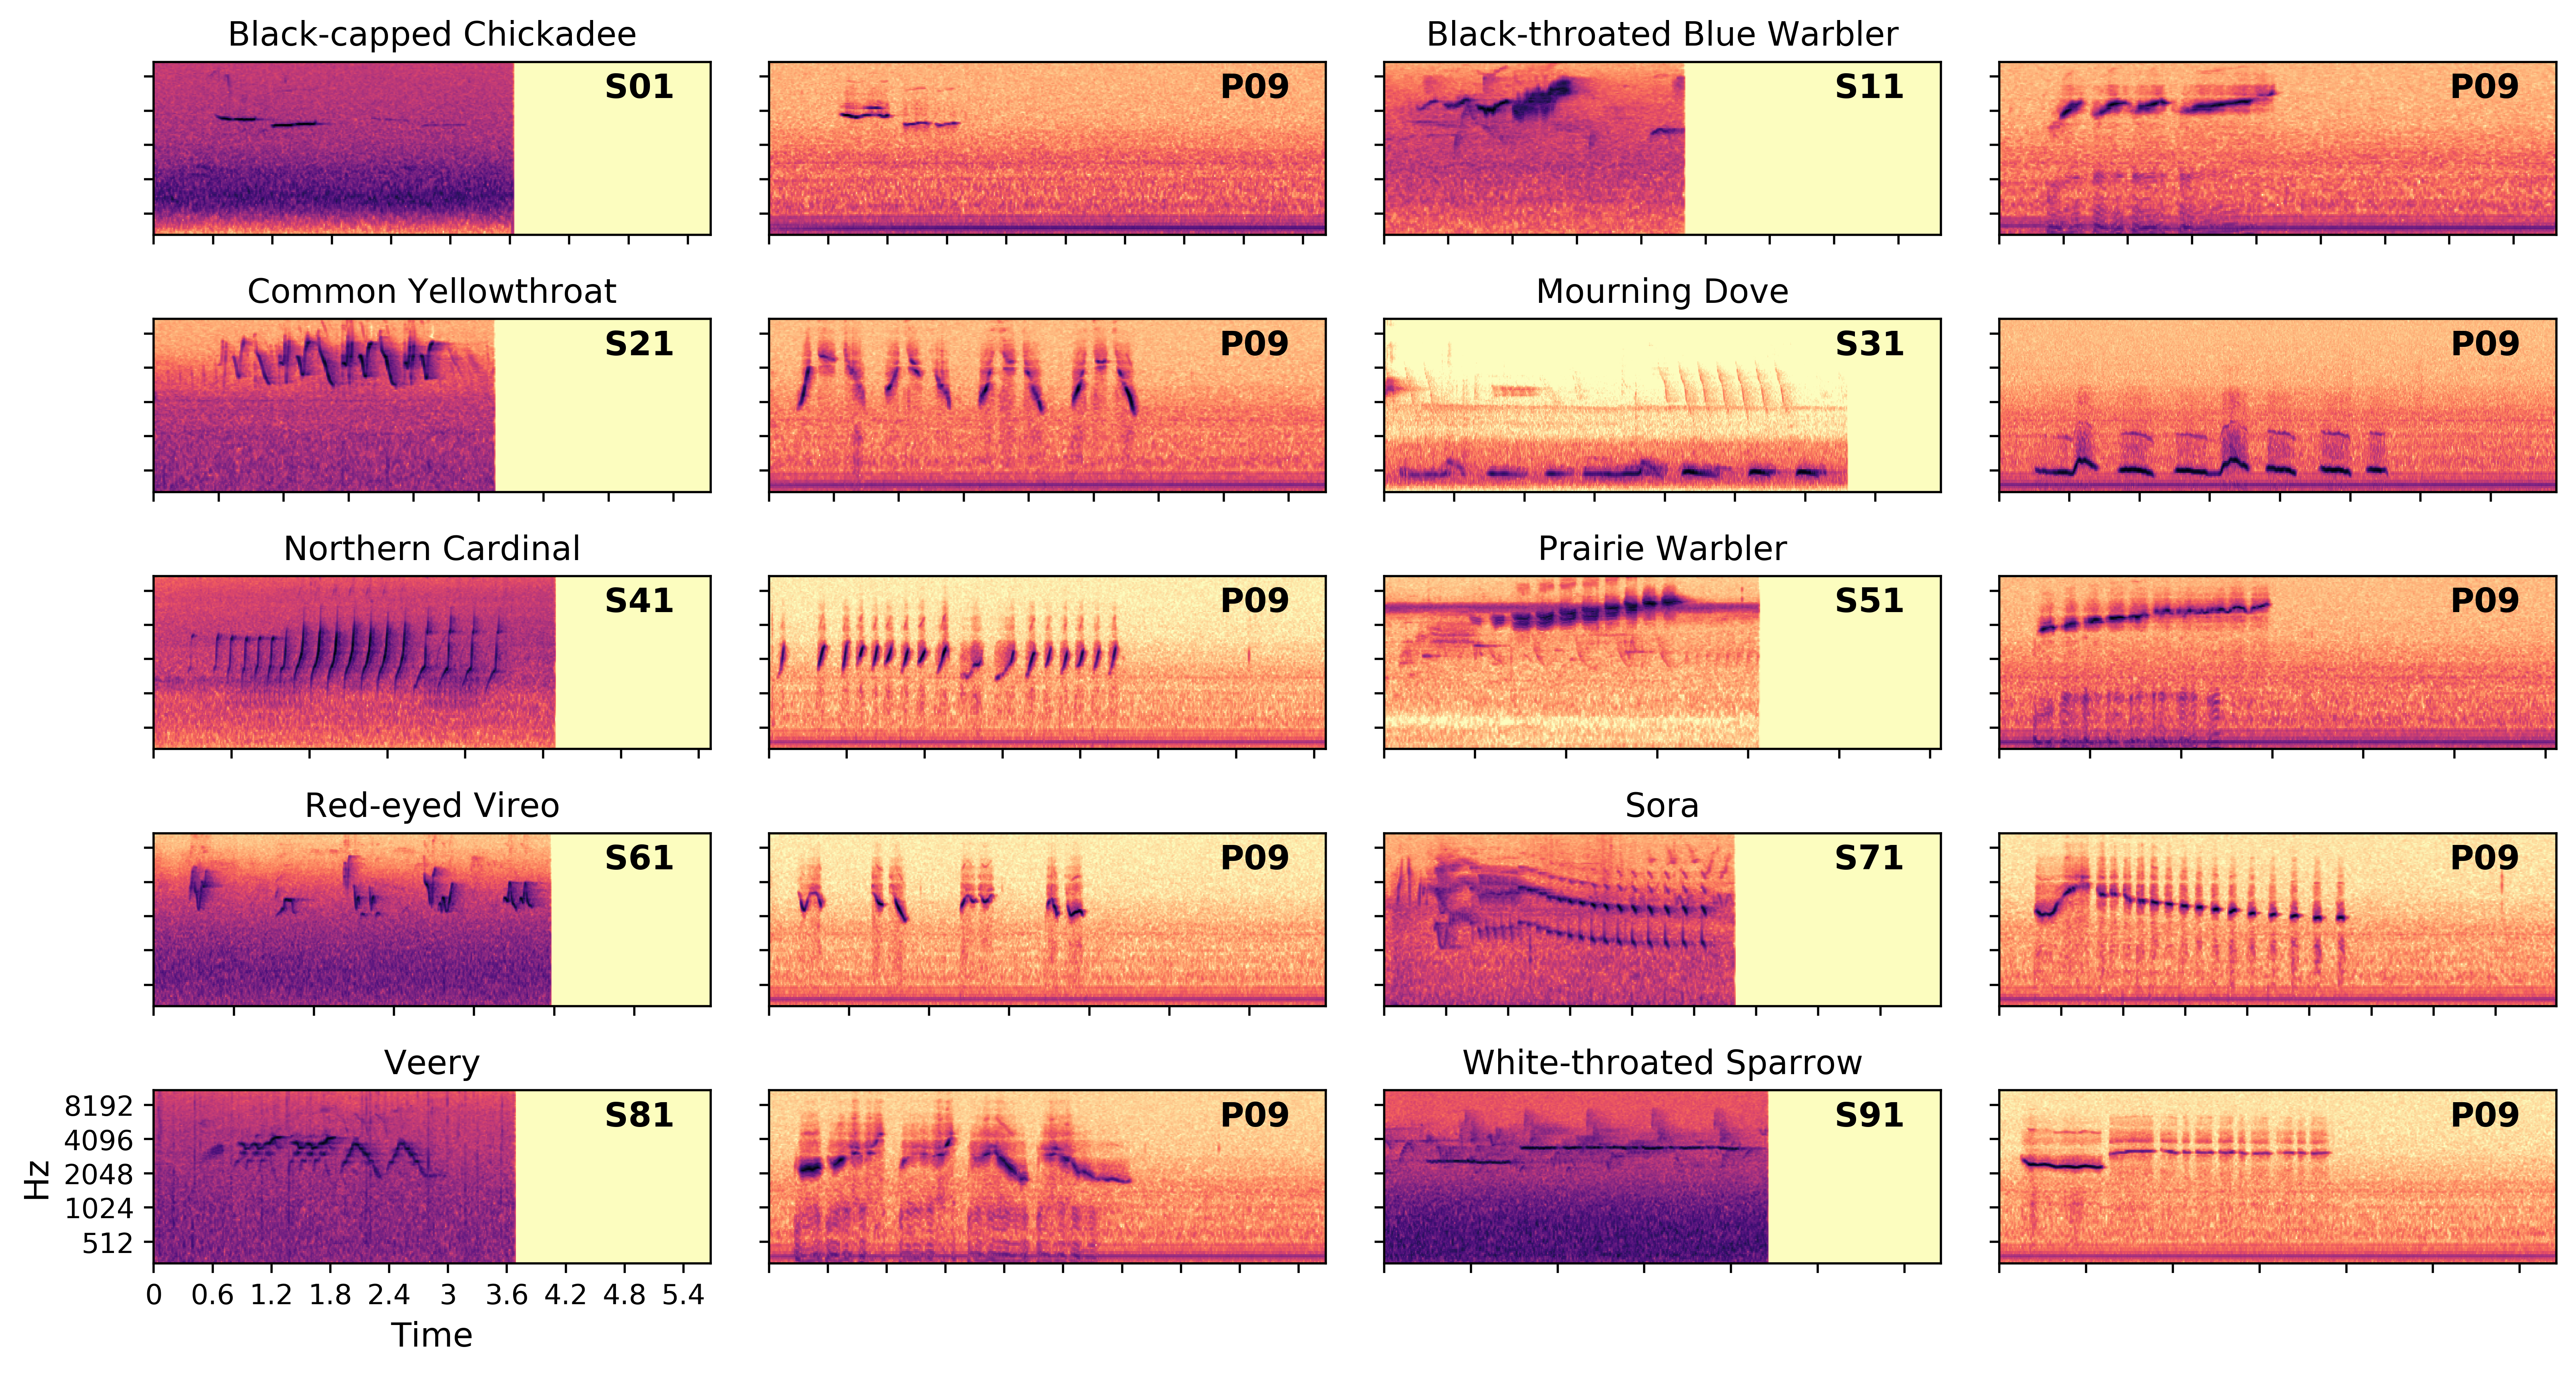 Black-capped Chickadee
Black-throated Blue Warbler
S01
P09
S11
P09
Common Yellowthroat
Mourning Dove
S21
P09
S31
P09
Northern Cardinal
Prairie Warbler
S41
P09
S51
P09
Red-eyed Vireo
Sora
S61
P09
S71
P09
Veery
White-throated Sparrow
S81
P09
S91
P09
8192
4096
2048
1024
512
Hz
0 0.6 1.2 1.8 2.4 3 3.6 4.2 4.8 5.4
Time